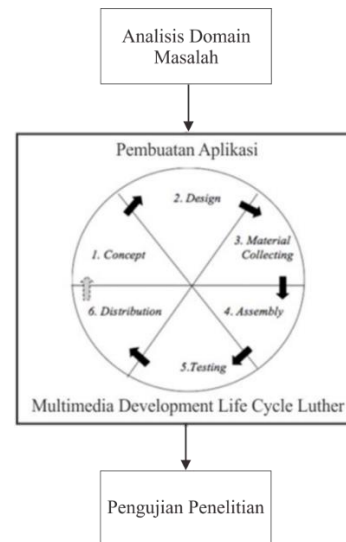 Analisis Domain
Masalah
Pembuatan Aplikasi
2. Design
1. Concept
3. Material
Collecting
6. Distribution
4. Assembly
5.Testing
Multimedia Development Life Cycle Luther
Pengujian Penelitian